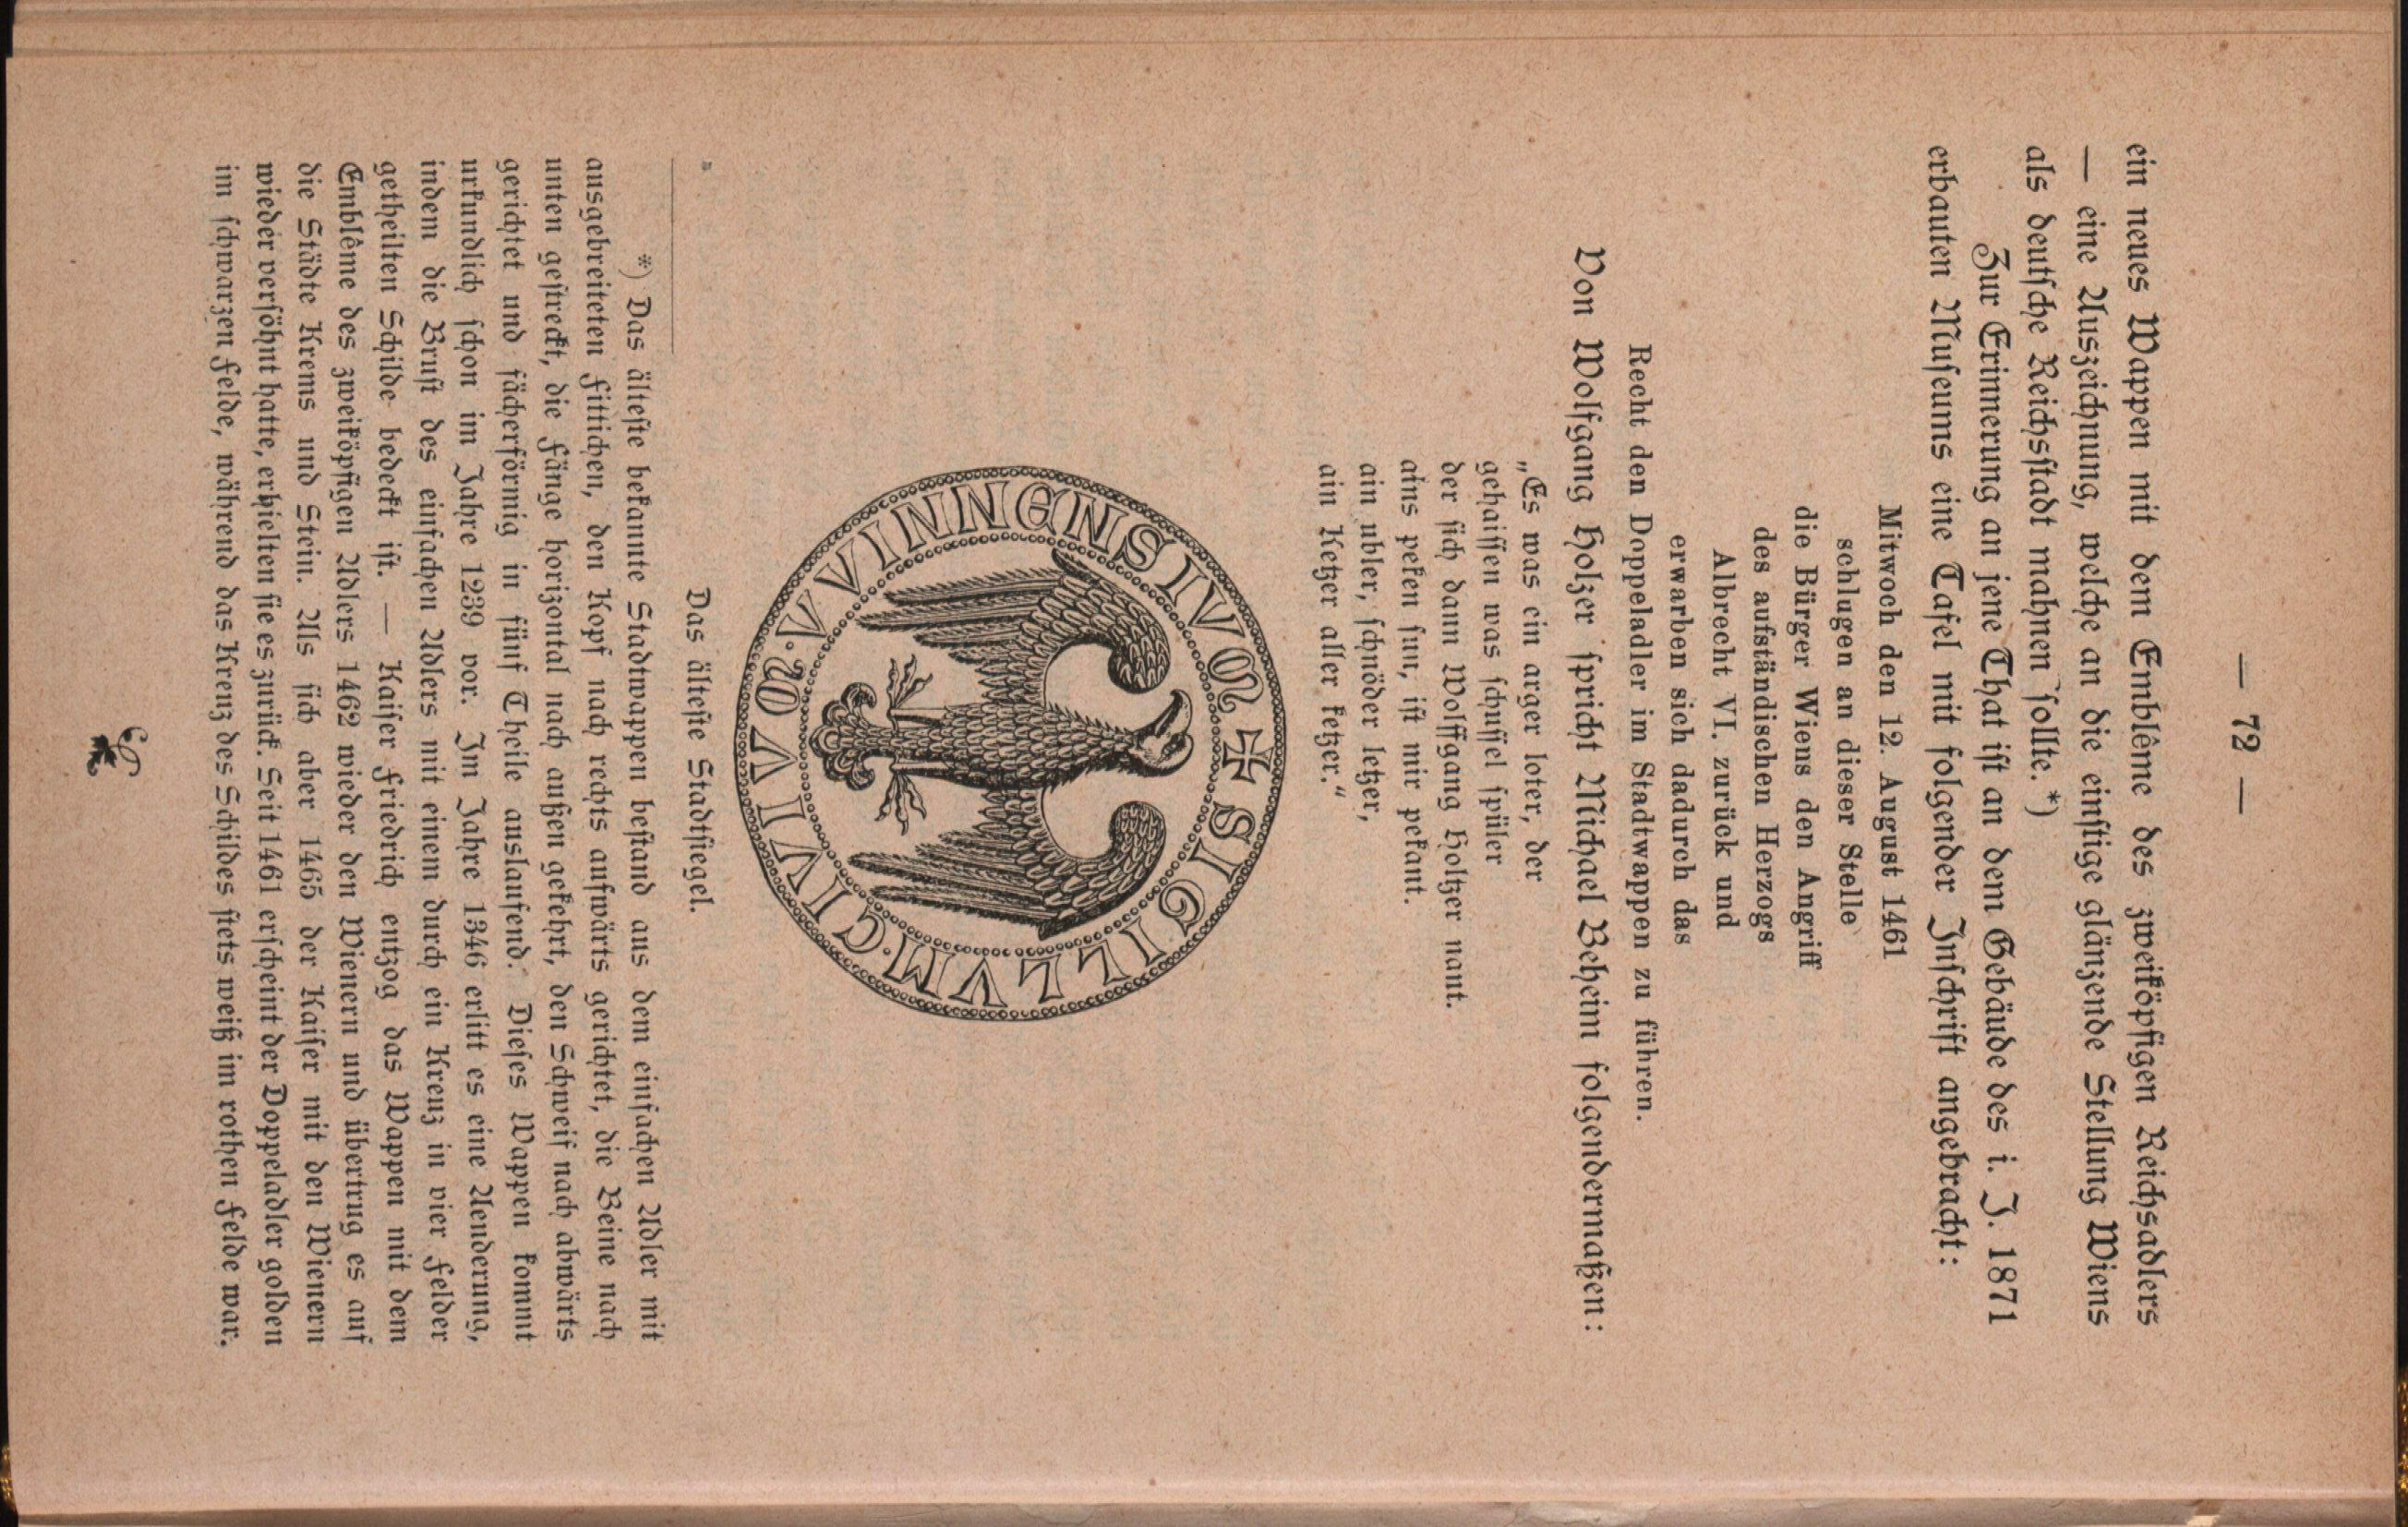 — 72 —
ein neues Wappen mit dem Emblême des zweiköpfigen Reichsadlers
— eine Auszeichnung, welche an die einstige glänzende Stellung Wiens
als deutsche Reichsstadt mahnen sollte.*)
Zur Erinnerung an jene That ist an dem Gebäude des i. J. 1871
erbauten Museums eine Tafel mit folgender Inschrift angebracht:
Mitwoch den 12. August 1461
schlugen an dieser Stelle
die Bürger Wiens den Angriff
des aufständischen Herzogs
Albrecht VI. zurück und
erwarben sich dadurch das
Recht den Doppeladler im Stadtwappen zu führen.
Von Wolfgang Holzer spricht Michael Beheim folgendermaßen:
„Es was ein arger loter, der
gehaissen was schussel spüler
der sich dann Wolffgang Holtzer nant.
ains peken sun, ist mir pekant.
ain ubler, schnöder letzer,
ain Ketzer aller ketzer.“
✠ SIGILLVM·CIVIVM·VVINNENSIVM
Das älteste Stadtsiegel.
*) Das älteste bekannte Stadtwappen bestand aus dem einfachen Adler mit
ausgebreiteten Fittichen, den Kopf nach rechts aufwärts gerichtet, die Beine nach
unten gestreckt, die Fänge horizontal nach außen gekehrt, den Schweif nach abwärts
gerichtet und fächerförmig in fünf Theile auslaufend. Dieses Wappen kommt
urkundlich schon im Jahre 1239 vor. Im Jahre 1346 erlitt es eine Aenderung,
indem die Brust des einfachen Adlers mit einem durch ein Kreuz in vier Felder
getheilten Schilde bedeckt ist. — Kaiser Friedrich entzog das Wappen mit dem
Emblême des zweiköpfigen Adlers 1462 wieder den Wienern und übertrug es auf
die Städte Krems und Stein. Als sich aber 1465 der Kaiser mit den Wienern
wieder versöhnt hatte, erhielten sie es zurück. Seit 1461 erscheint der Doppeladler golden
im schwarzen Felde, während das Kreuz des Schildes stets weiß im rothen Felde war.